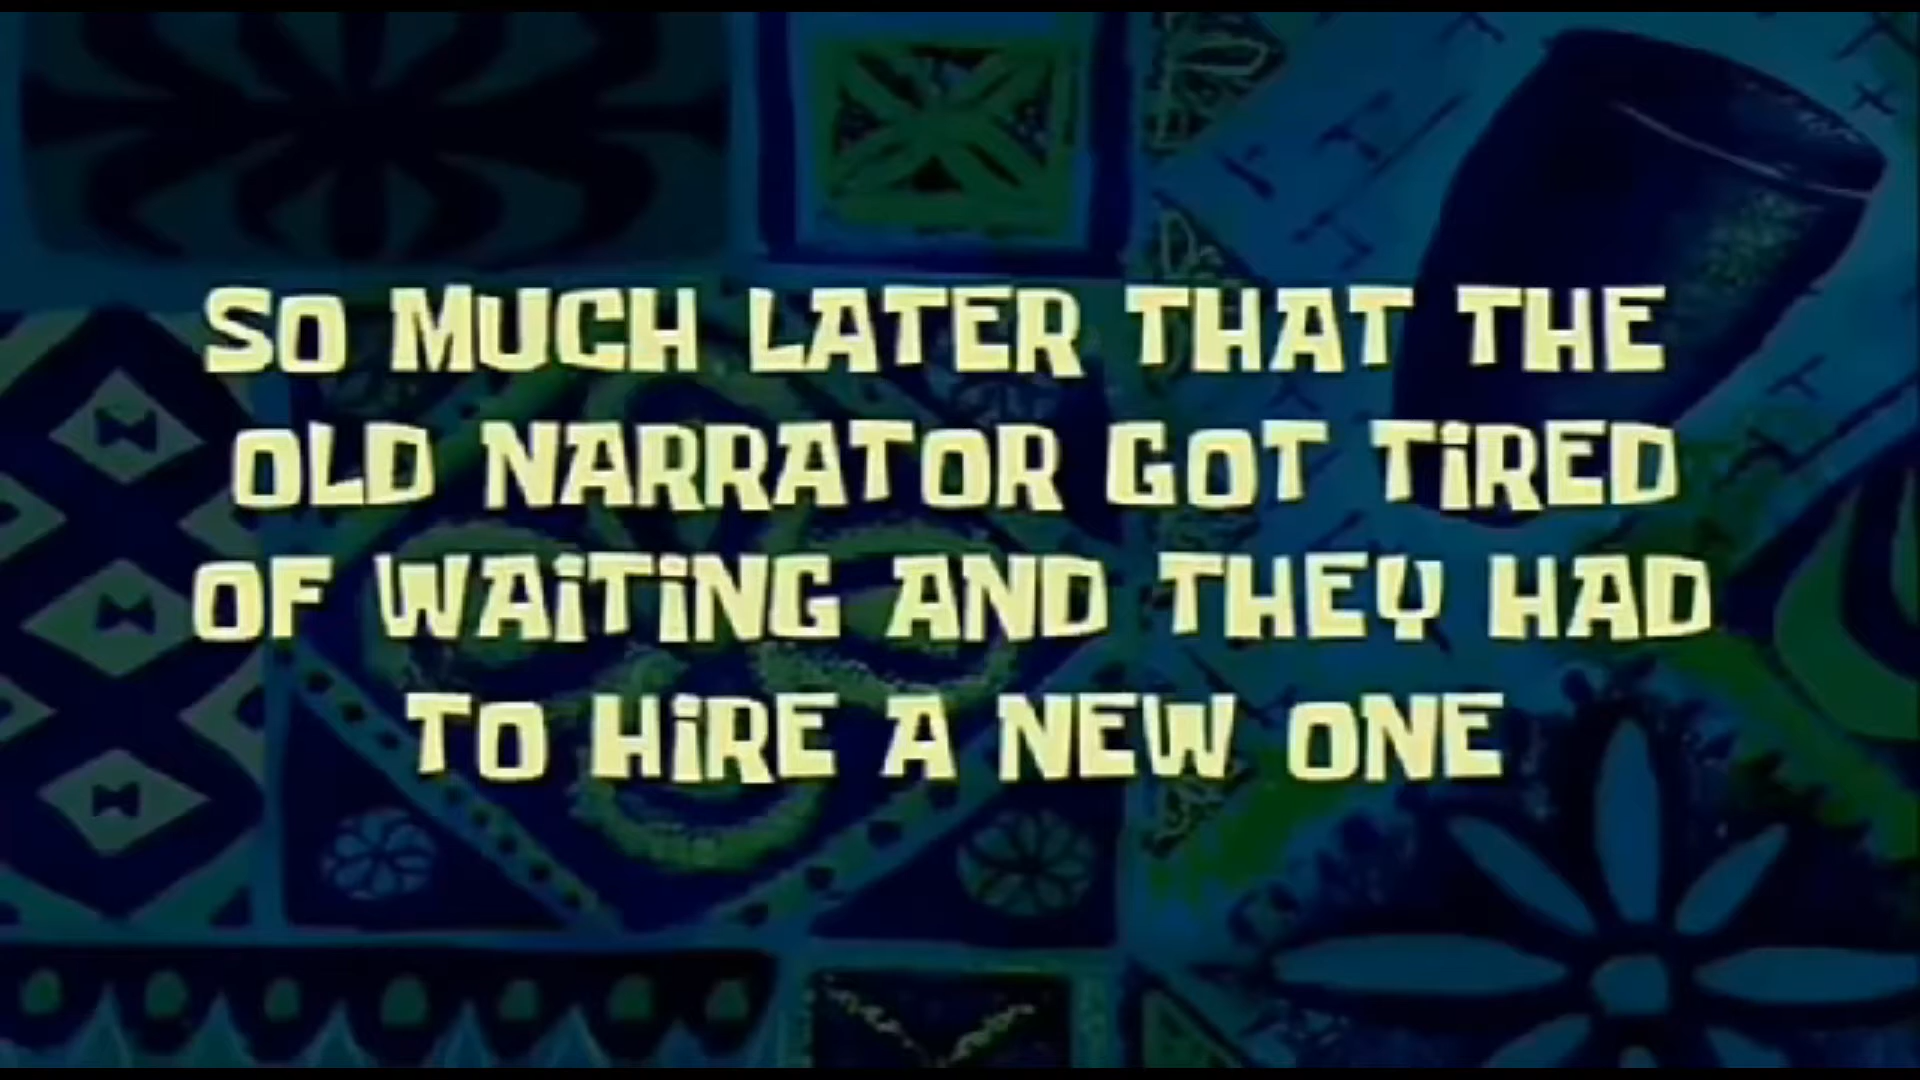 SO MUCH LATER THAT THE
OLD NARRATOR GOT TiRED
OF WAiTiNG AND THEY HAD
TO HiRE A NEW ONE